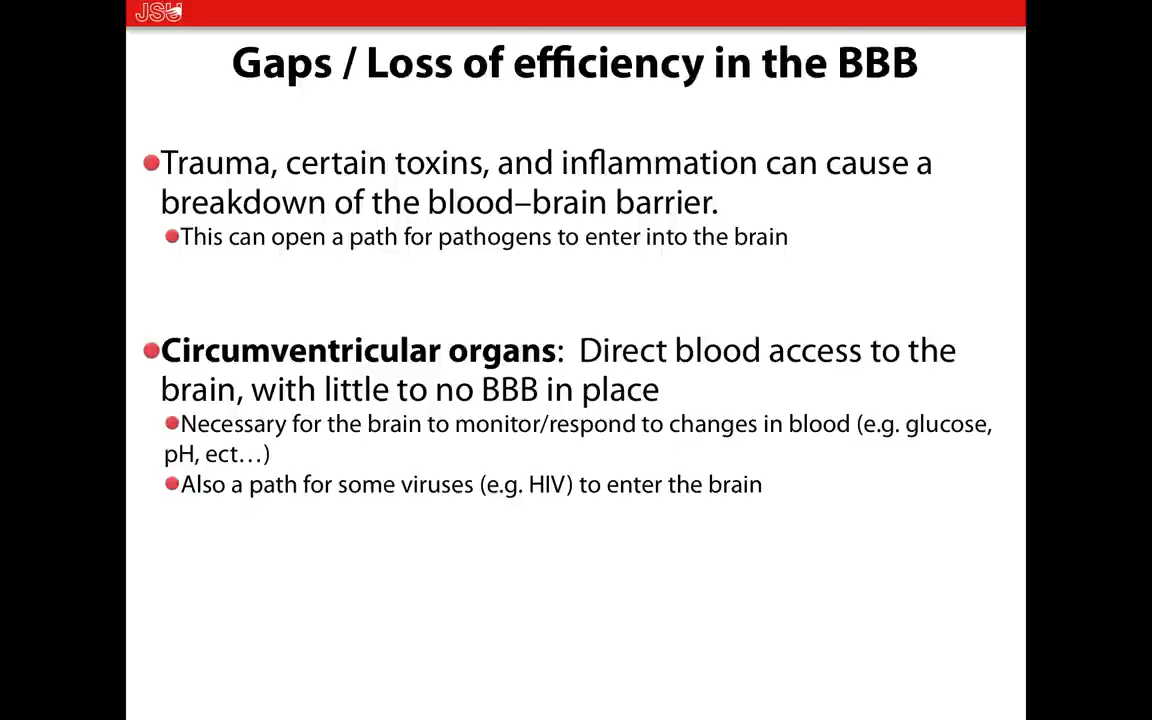 JSU
Gaps / Loss of efficiency in the BBB
Trauma, certain toxins, and inflammation can cause a
breakdown of the blood–brain barrier.
This can open a path for pathogens to enter into the brain
Circumventricular organs:  Direct blood access to the
brain, with little to no BBB in place
Necessary for the brain to monitor/respond to changes in blood (e.g. glucose,
pH, ect…)
Also a path for some viruses (e.g. HIV) to enter the brain